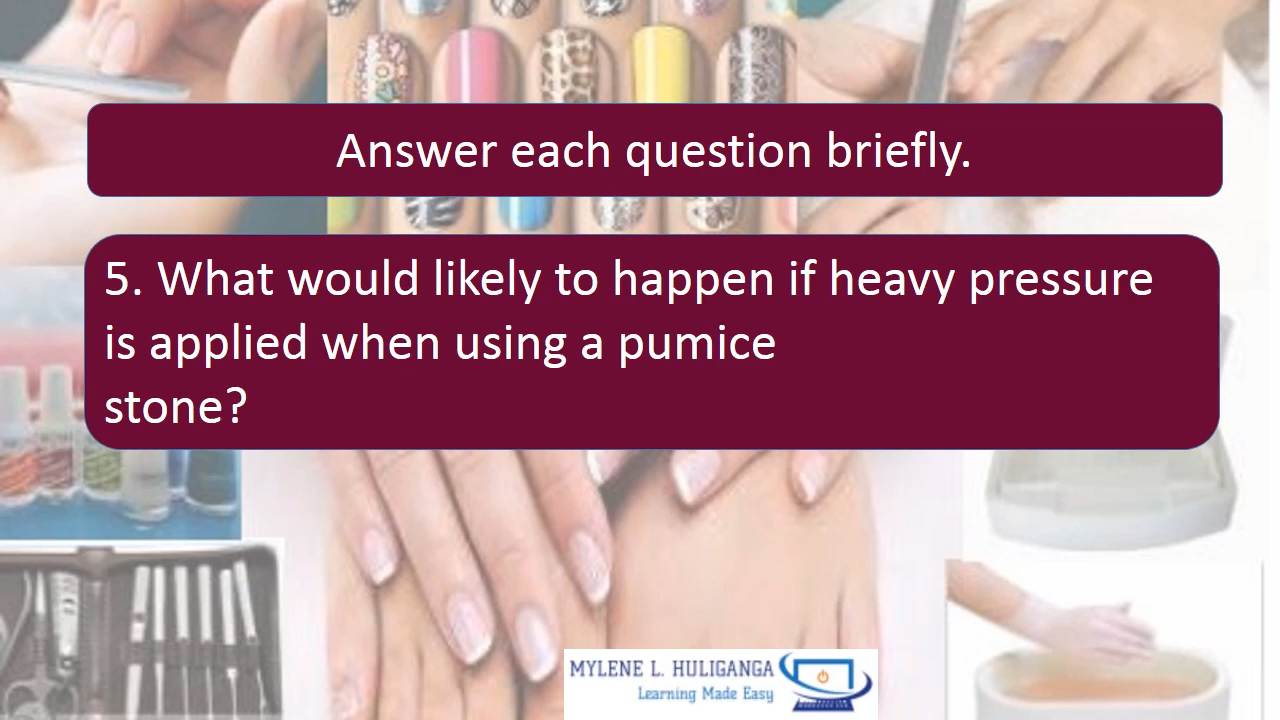 Answer each question briefly.
5. What would likely to happen if heavy pressure
is applied when using a pumice
stone?
MYLENE L. HULIGANGA
Learning Made Easy